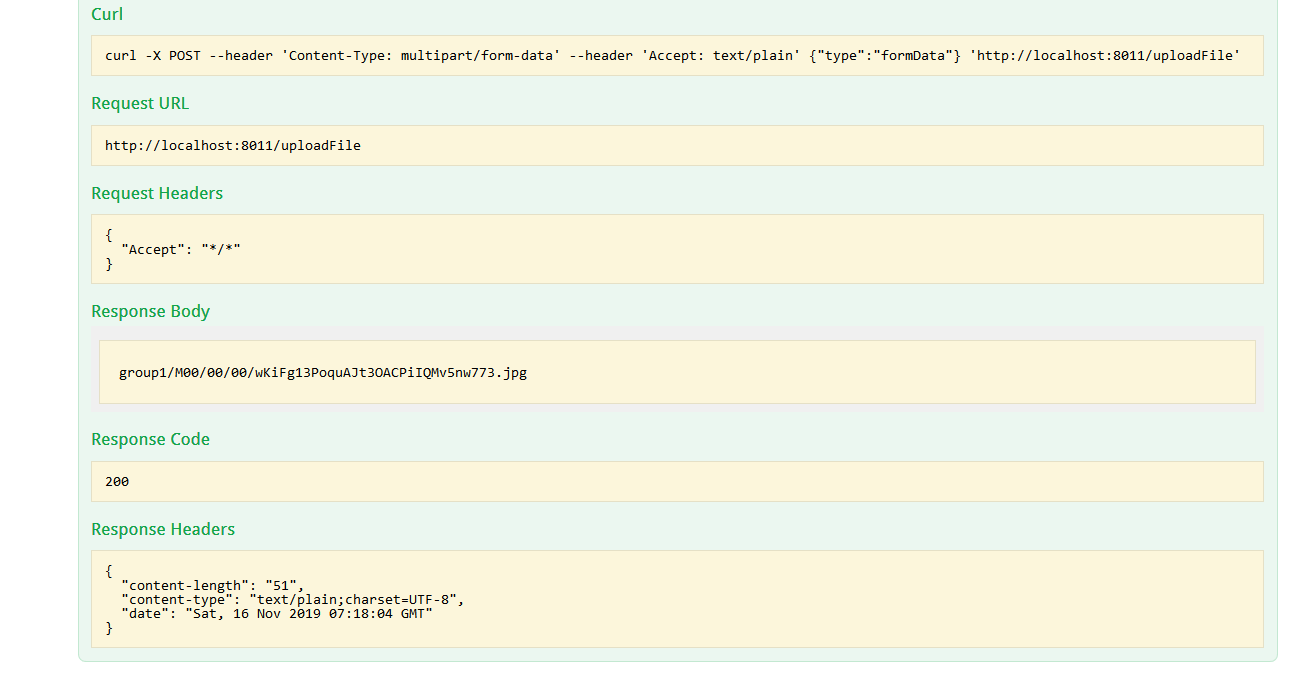 Curl
curl -X POST --header 'Content-Type: multipart/form-data' --header 'Accept: text/plain' {"type":"formData"} 'http://localhost:8011/uploadFile'
Request URL
http://localhost:8011/uploadFile
Request Headers
{
  "Accept": "*/*"
}
Response Body
group1/M00/00/00/wKiFg13PoquAJt3OACPiIQMv5nw773.jpg
Response Code
200
Response Headers
{
  "content-length": "51",
  "content-type": "text/plain;charset=UTF-8",
  "date": "Sat, 16 Nov 2019 07:18:04 GMT"
}